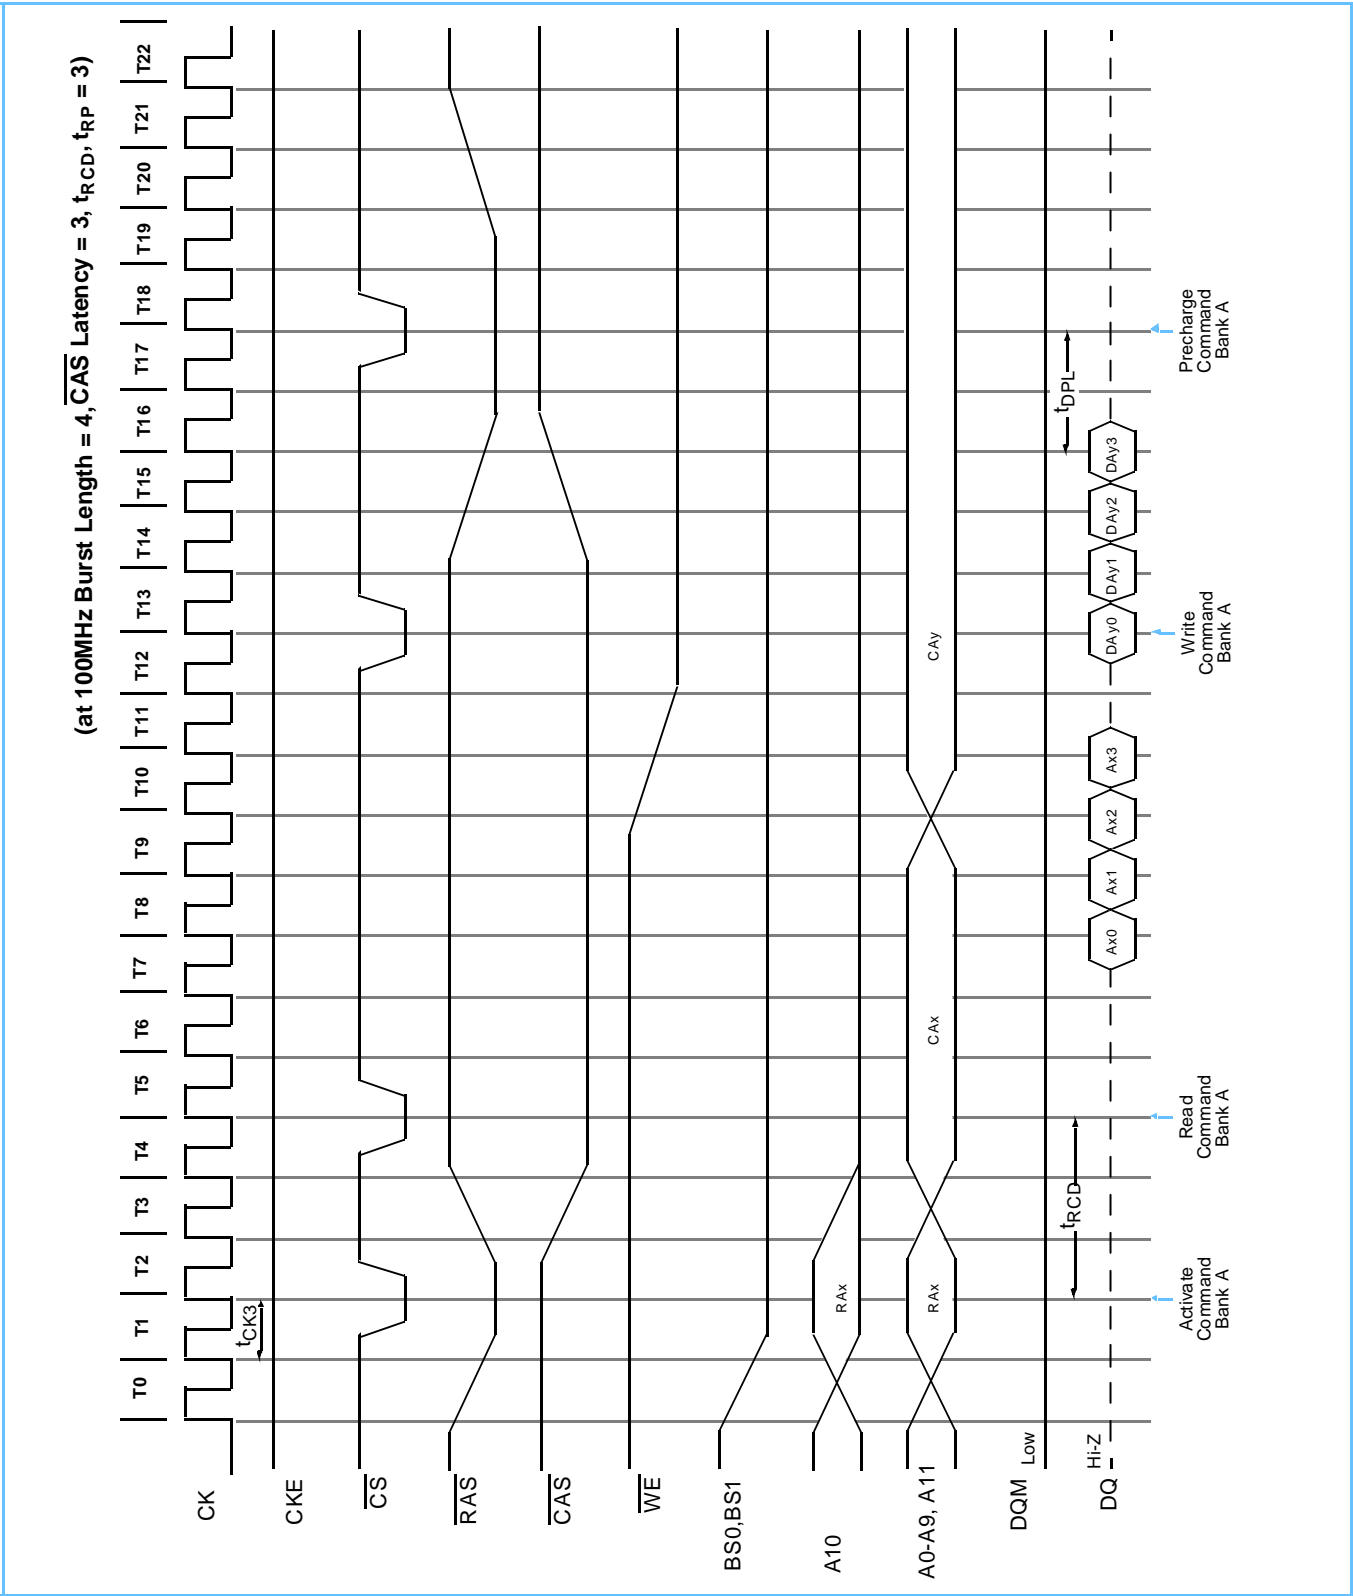 (at 100MHz Burst Length = 4, CAS Latency = 3, tRCD, tRP = 3)
T0 T1 T2 T3 T4 T5 T6 T7 T8 T9 T10 T11 T12 T13 T14 T15 T16 T17 T18 T19 T20 T21 T22
CK
tCK3
CKE
CS
RAS
CAS
WE
BS0,BS1
A10
RAx
A0-A9, A11
RAx
CAx
CAy
DQM
Low
tRCD
tDPL
DQ
Hi-Z
Ax0
Ax1
Ax2
Ax3
DAy0
DAy1
DAy2
DAy3
Activate
Command
Bank A
Read
Command
Bank A
Write
Command
Bank A
Precharge
Command
Bank A